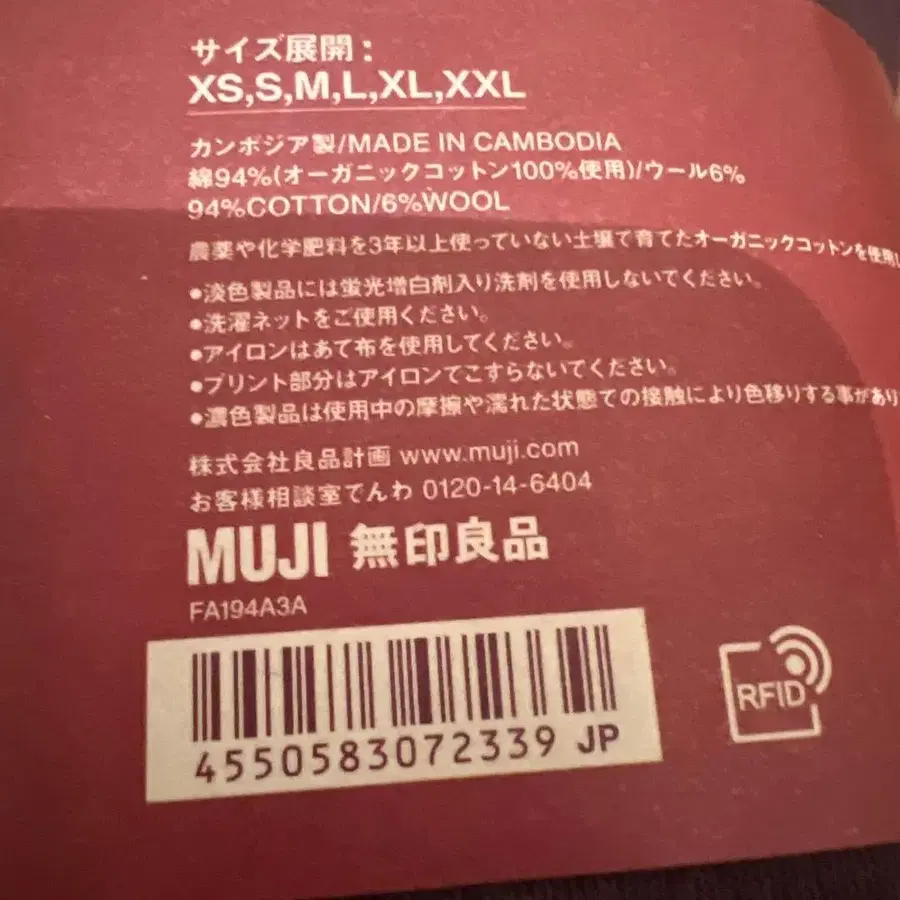 サイズ展開：
XS,S,M,L,XL,XXL
カンボジア製/MADE IN CAMBODIA
綿94%(オーガニックコットン100%使用)/ウール6%
94%COTTON/6%WOOL
農薬や化学肥料を3年以上使っていない土壌で育てたオーガニックコットンを使用し
●淡色製品には蛍光増白剤入り洗剤を使用しないてください。
●洗濯ネットをご使用ください。
●アイロンはあて布を使用してください。
●プリント部分はアイロンでこすらないてください。
●濃色製品は使用中の摩擦や濡れた状態での接触により色移りする事があり
株式会社良品計画 www.muji.com
お客様相談室でんわ 0120-14-6404
MUJI 無印良品
FA194A3A
4550583072339 JP
RFID